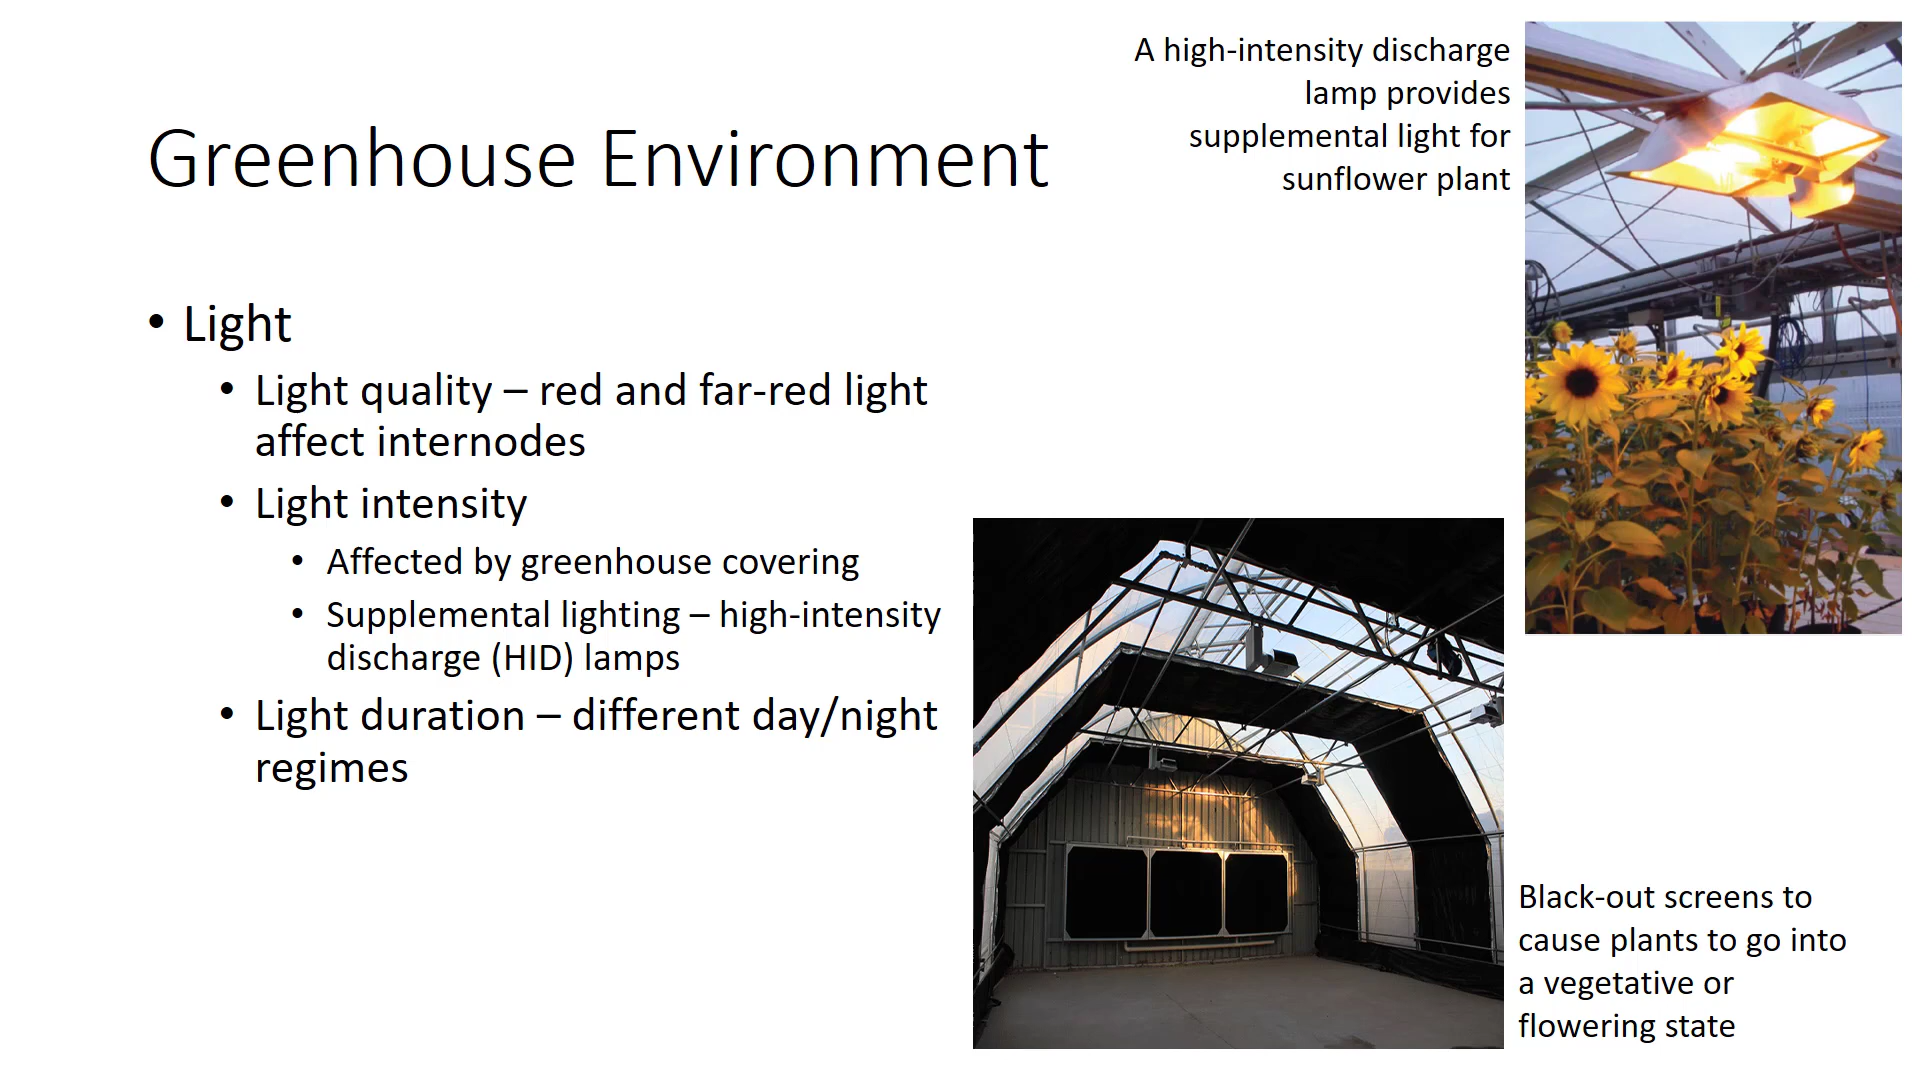 A high-intensity discharge
lamp provides
supplemental light for
sunflower plant
Greenhouse Environment
• Light
• Light quality – red and far-red light
affect internodes
• Light intensity
• Affected by greenhouse covering
• Supplemental lighting – high-intensity
discharge (HID) lamps
• Light duration – different day/night
regimes
Black-out screens to
cause plants to go into
a vegetative or
flowering state